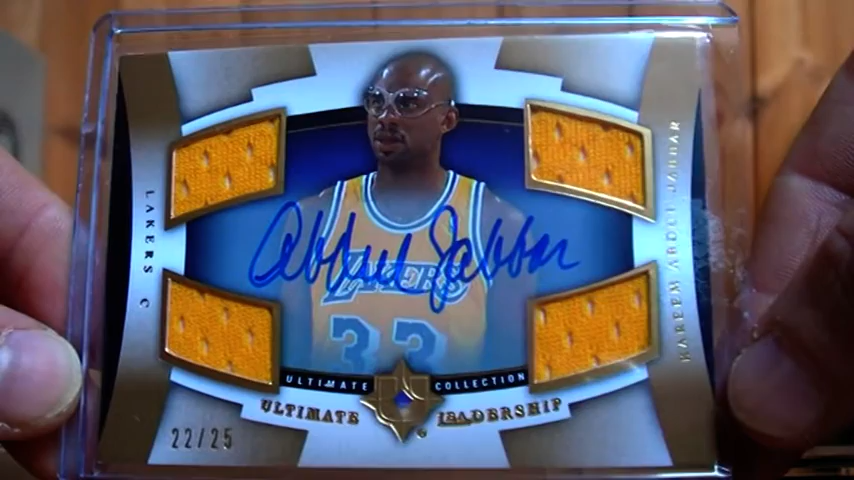 LAKERS C
Abdul Jabbar
LAKERS
33
KAREEM ABDUL-JABBAR
ULTIMATE COLLECTION
ULTIMATE LEADERSHIP
22/25